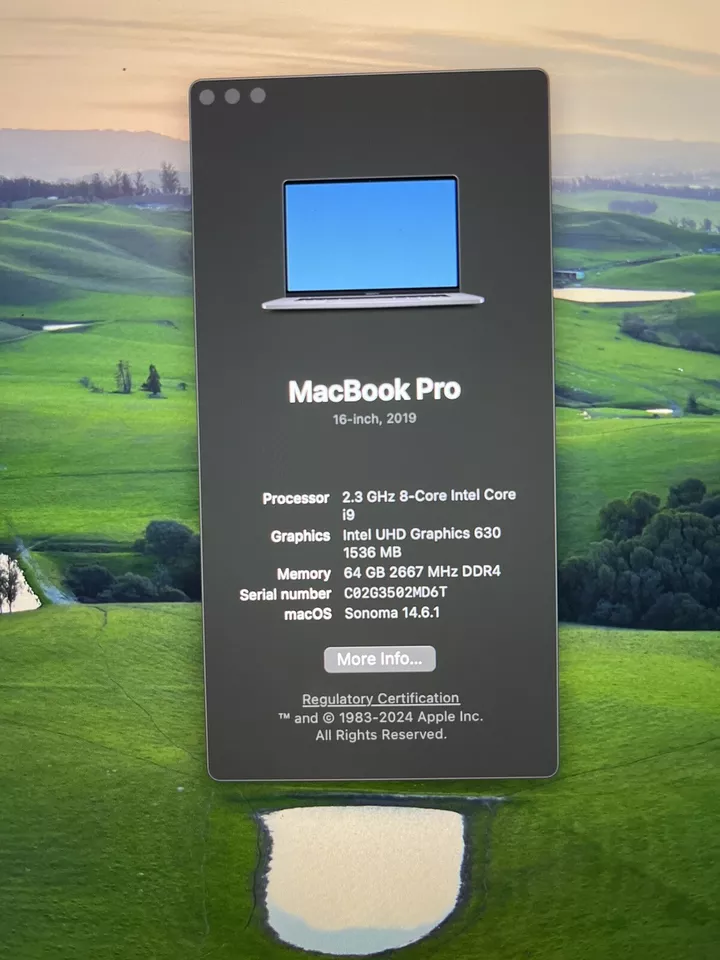 MacBook Pro
16-inch, 2019
Processor 2.3 GHz 8-Core Intel Core
i9
Graphics Intel UHD Graphics 630
1536 MB
Memory 64 GB 2667 MHz DDR4
Serial number C02G3502MD6T
macOS Sonoma 14.6.1
More Info...
Regulatory Certification
™ and © 1983-2024 Apple Inc.
All Rights Reserved.